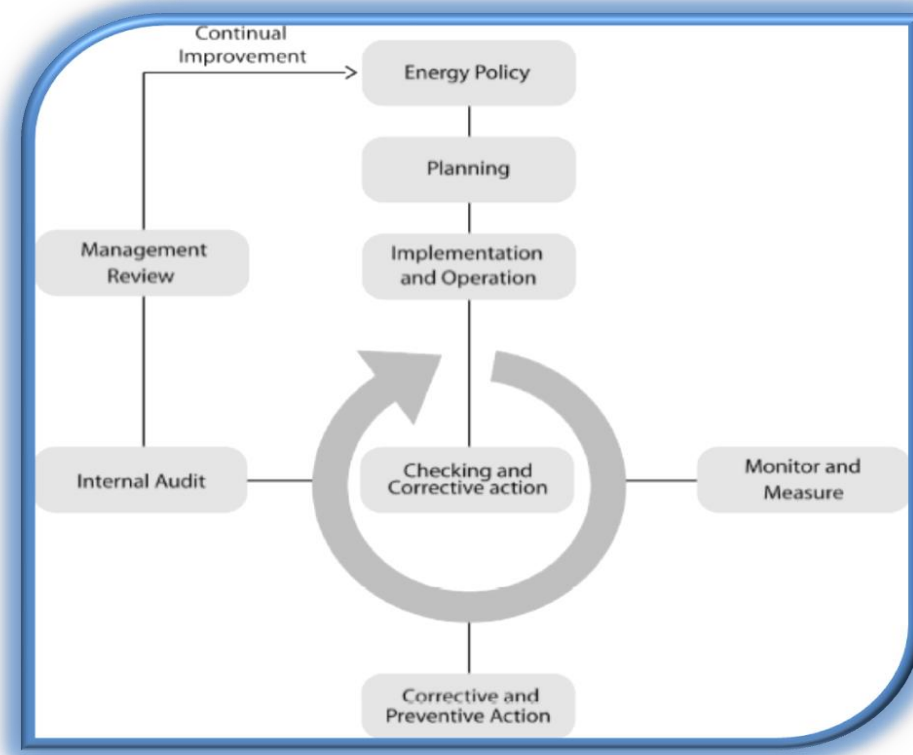 Continual
Improvement
Energy Policy
Planning
Management
Review
Implementation
and Operation
Internal Audit
Checking and
Corrective action
Monitor and
Measure
Corrective and
Preventive Action